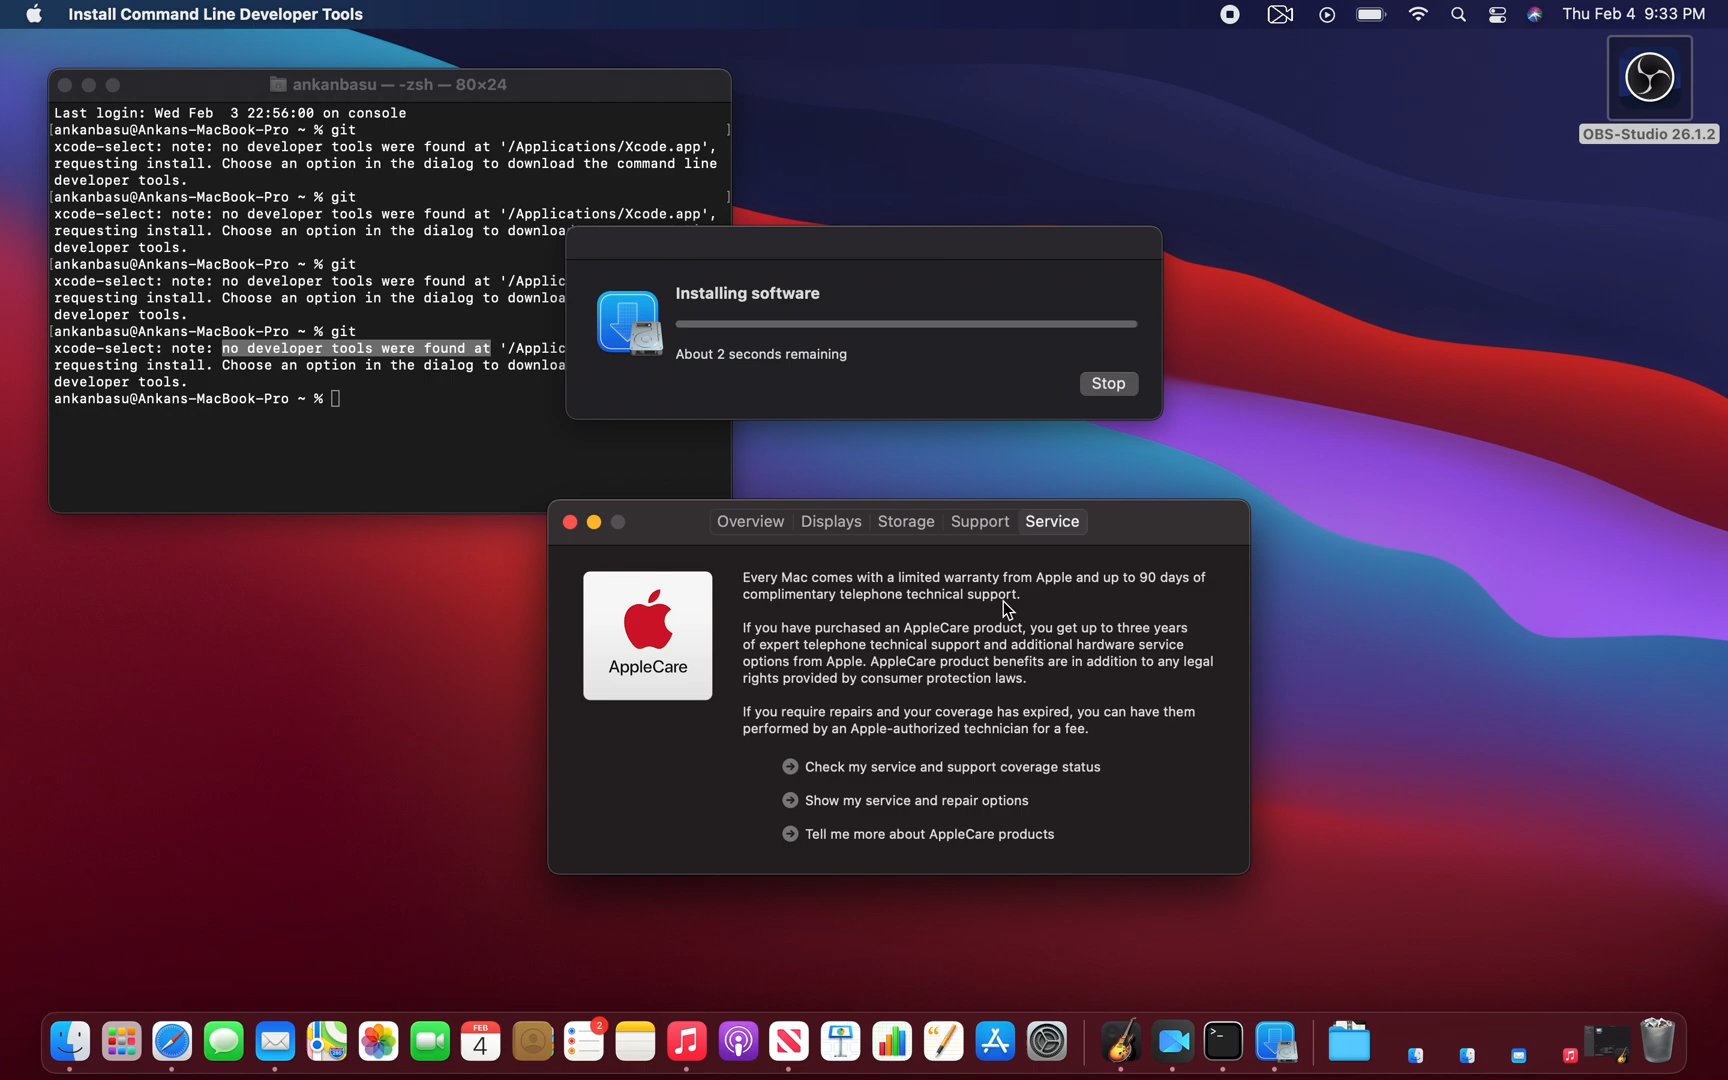 Install Command Line Developer Tools
Thu Feb 4 9:33 PM
OBS-Studio 26.1.2
ankanbasu — -zsh — 80×24
Last login: Wed Feb  3 22:56:00 on console
[ankanbasu@Ankans-MacBook-Pro ~ % git ]
xcode-select: note: no developer tools were found at '/Applications/Xcode.app',
requesting install. Choose an option in the dialog to download the command line
developer tools.
[ankanbasu@Ankans-MacBook-Pro ~ % git ]
xcode-select: note: no developer tools were found at '/Applications/Xcode.app',
requesting install. Choose an option in the dialog to downloa
developer tools.
[ankanbasu@Ankans-MacBook-Pro ~ % git
xcode-select: note: no developer tools were found at '/Applic
requesting install. Choose an option in the dialog to downloa
developer tools.
[ankanbasu@Ankans-MacBook-Pro ~ % git
xcode-select: note: no developer tools were found at '/Applic
requesting install. Choose an option in the dialog to downloa
developer tools.
ankanbasu@Ankans-MacBook-Pro ~ %
Installing software
About 2 seconds remaining
Stop
Overview Displays Storage Support Service
AppleCare
Every Mac comes with a limited warranty from Apple and up to 90 days of
complimentary telephone technical support.
If you have purchased an AppleCare product, you get up to three years
of expert telephone technical support and additional hardware service
options from Apple. AppleCare product benefits are in addition to any legal
rights provided by consumer protection laws.
If you require repairs and your coverage has expired, you can have them
performed by an Apple-authorized technician for a fee.
Check my service and support coverage status
Show my service and repair options
Tell me more about AppleCare products
FEB
4
2